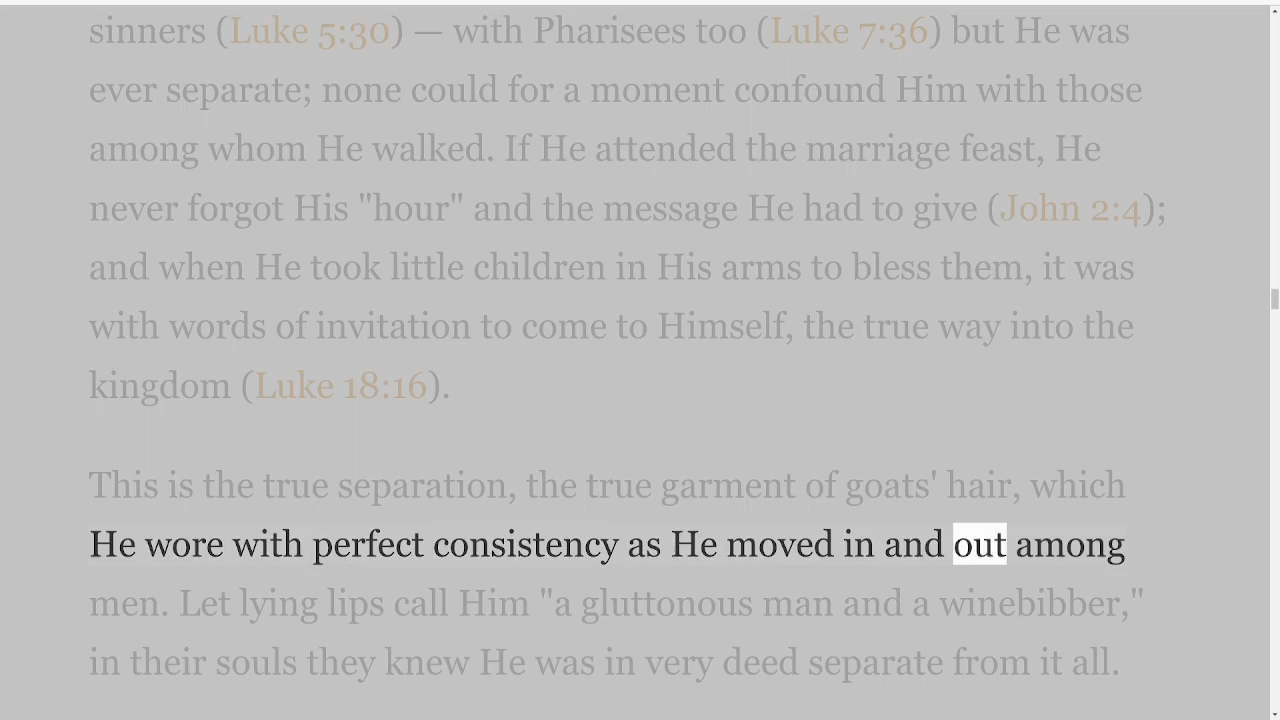 sinners (Luke 5:30) — with Pharisees too (Luke 7:36) but He was
ever separate; none could for a moment confound Him with those
among whom He walked. If He attended the marriage feast, He
never forgot His "hour" and the message He had to give (John 2:4);
and when He took little children in His arms to bless them, it was
with words of invitation to come to Himself, the true way into the
kingdom (Luke 18:16).
This is the true separation, the true garment of goats' hair, which
He wore with perfect consistency as He moved in and out among
men. Let lying lips call Him "a gluttonous man and a winebibber,"
in their souls they knew He was in very deed separate from it all.